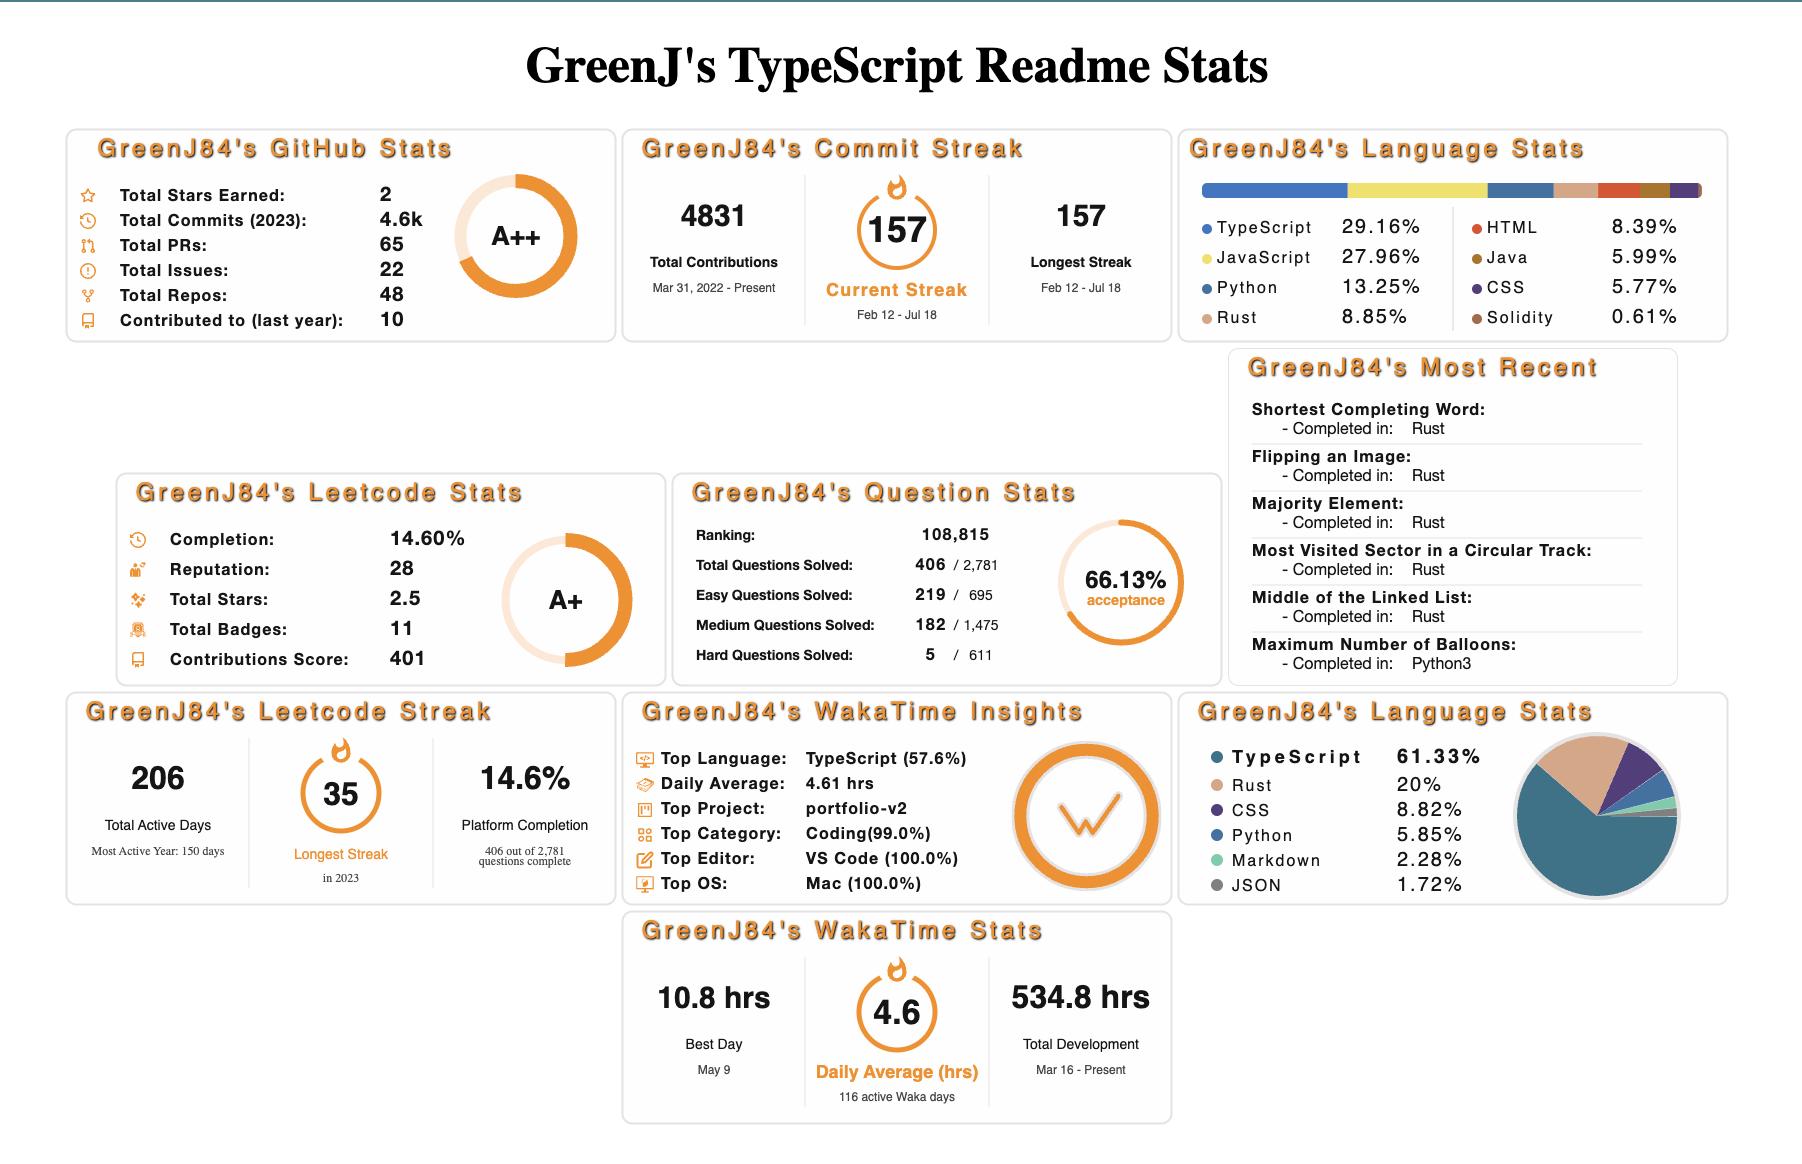 GreenJ's TypeScript Readme Stats
GreenJ84's GitHub Stats
Total Stars Earned: 2
Total Commits (2023): 4.6k
Total PRs: 65
Total Issues: 22
Total Repos: 48
Contributed to (last year): 10
A++
GreenJ84's Commit Streak
4831
Total Contributions
Mar 31, 2022 - Present
157
Current Streak
Feb 12 - Jul 18
157
Longest Streak
Feb 12 - Jul 18
GreenJ84's Language Stats
TypeScript 29.16%
JavaScript 27.96%
Python 13.25%
Rust 8.85%
HTML 8.39%
Java 5.99%
CSS 5.77%
Solidity 0.61%
GreenJ84's Leetcode Stats
Completion: 14.60%
Reputation: 28
Total Stars: 2.5
Total Badges: 11
Contributions Score: 401
A+
GreenJ84's Question Stats
Ranking: 108,815
Total Questions Solved: 406 / 2,781
Easy Questions Solved: 219 / 695
Medium Questions Solved: 182 / 1,475
Hard Questions Solved: 5 / 611
66.13%
acceptance
GreenJ84's Most Recent
Shortest Completing Word:
- Completed in: Rust
Flipping an Image:
- Completed in: Rust
Majority Element:
- Completed in: Rust
Most Visited Sector in a Circular Track:
- Completed in: Rust
Middle of the Linked List:
- Completed in: Rust
Maximum Number of Balloons:
- Completed in: Python3
GreenJ84's Leetcode Streak
206
Total Active Days
Most Active Year: 150 days
35
Longest Streak
in 2023
14.6%
Platform Completion
406 out of 2,781
questions complete
GreenJ84's WakaTime Insights
Top Language: TypeScript (57.6%)
Daily Average: 4.61 hrs
Top Project: portfolio-v2
Top Category: Coding(99.0%)
Top Editor: VS Code (100.0%)
Top OS: Mac (100.0%)
GreenJ84's Language Stats
TypeScript 61.33%
Rust 20%
CSS 8.82%
Python 5.85%
Markdown 2.28%
JSON 1.72%
GreenJ84's WakaTime Stats
10.8 hrs
Best Day
May 9
4.6
Daily Average (hrs)
116 active Waka days
534.8 hrs
Total Development
Mar 16 - Present